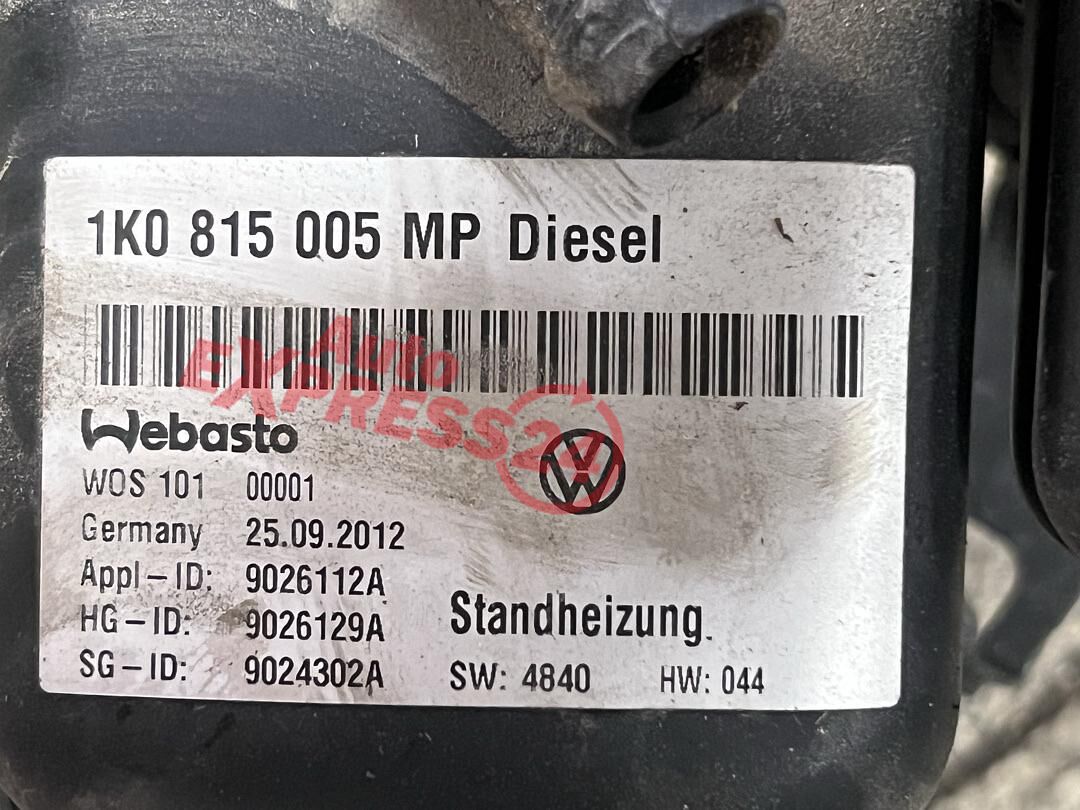 1K0 815 005 MP Diesel
Auto
EXPRESS24
Webasto
WOS 101 00001
Germany 25.09.2012
Appl-ID: 9026112A
HG-ID: 9026129A
SG-ID: 9024302A
VW
Standheizung.
SW: 4840 HW: 044